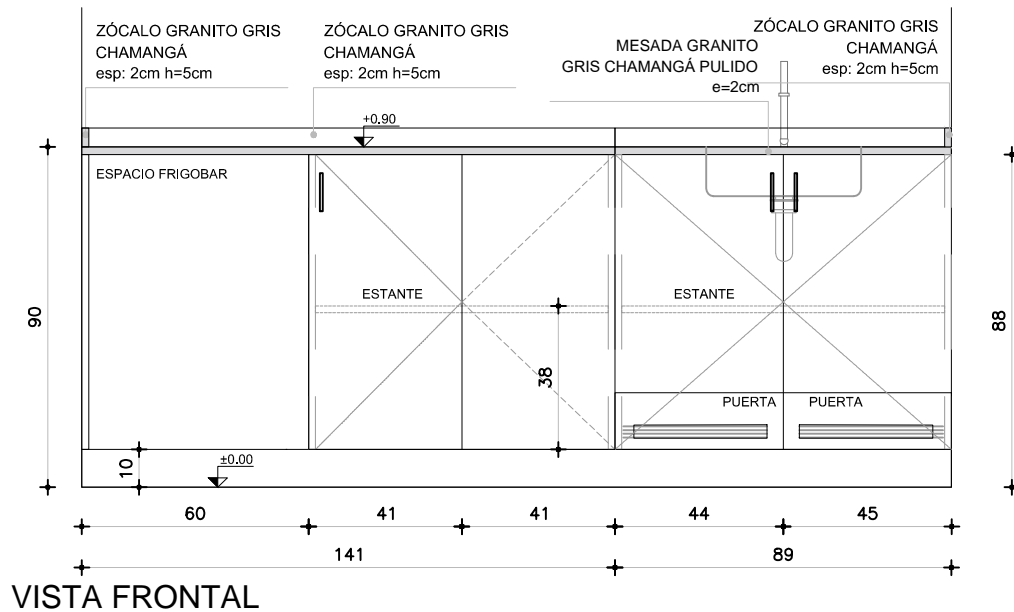 ZÓCALO GRANITO GRIS
CHAMANGÁ
esp: 2cm h=5cm
ZÓCALO GRANITO GRIS
CHAMANGÁ
esp: 2cm h=5cm
MESADA GRANITO
GRIS CHAMANGÁ PULIDO
e=2cm
ZÓCALO GRANITO GRIS
CHAMANGÁ
esp: 2cm h=5cm
+0.90
ESPACIO FRIGOBAR
ESTANTE
ESTANTE
90
88
38
PUERTA
PUERTA
10
±0.00
60
41
41
44
45
141
89
VISTA FRONTAL